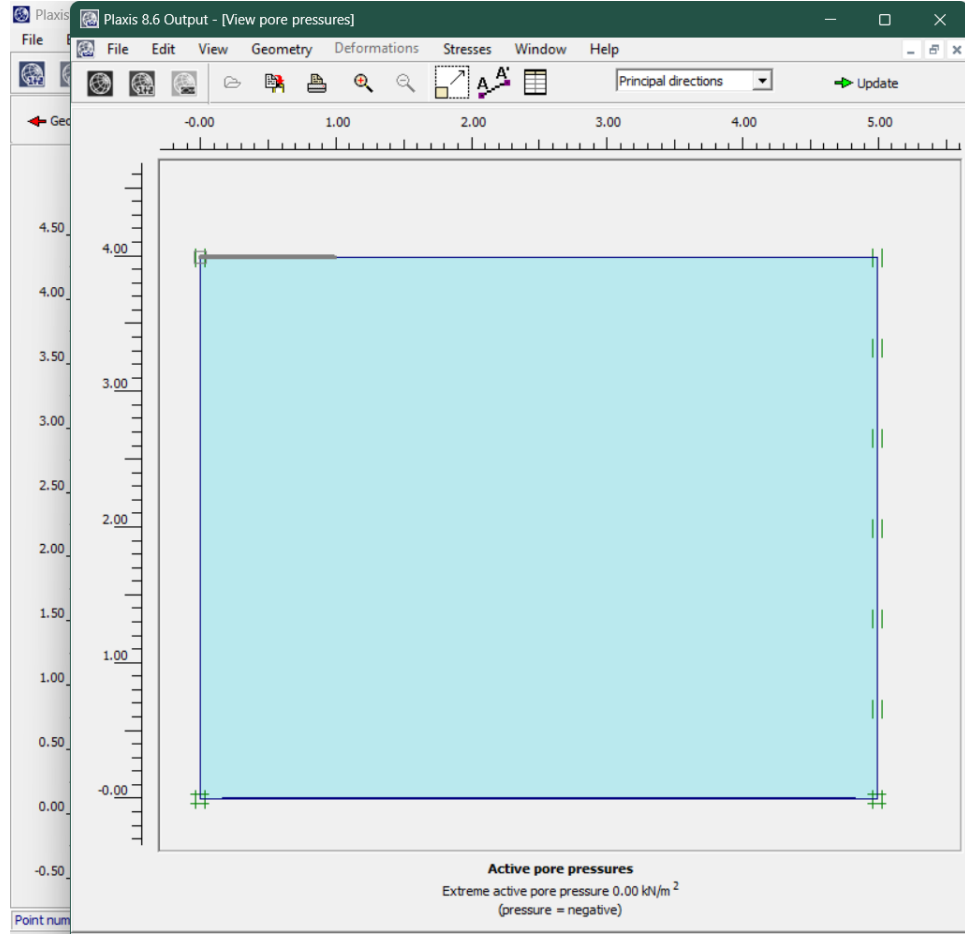 Plaxis
Plaxis 8.6 Output - [View pore pressures]
File
File Edit View Geometry Deformations Stresses Window Help
1+2
A A'
Principal directions
Update
Geo
-0.00 1.00 2.00 3.00 4.00 5.00
4.50
4.00
3.50
3.00
2.50
2.00
1.50
1.00
0.50
0.00
-0.50
4.00
3.00
2.00
1.00
-0.00
Active pore pressures
Extreme active pore pressure 0.00 kN/m 2
(pressure = negative)
Point num